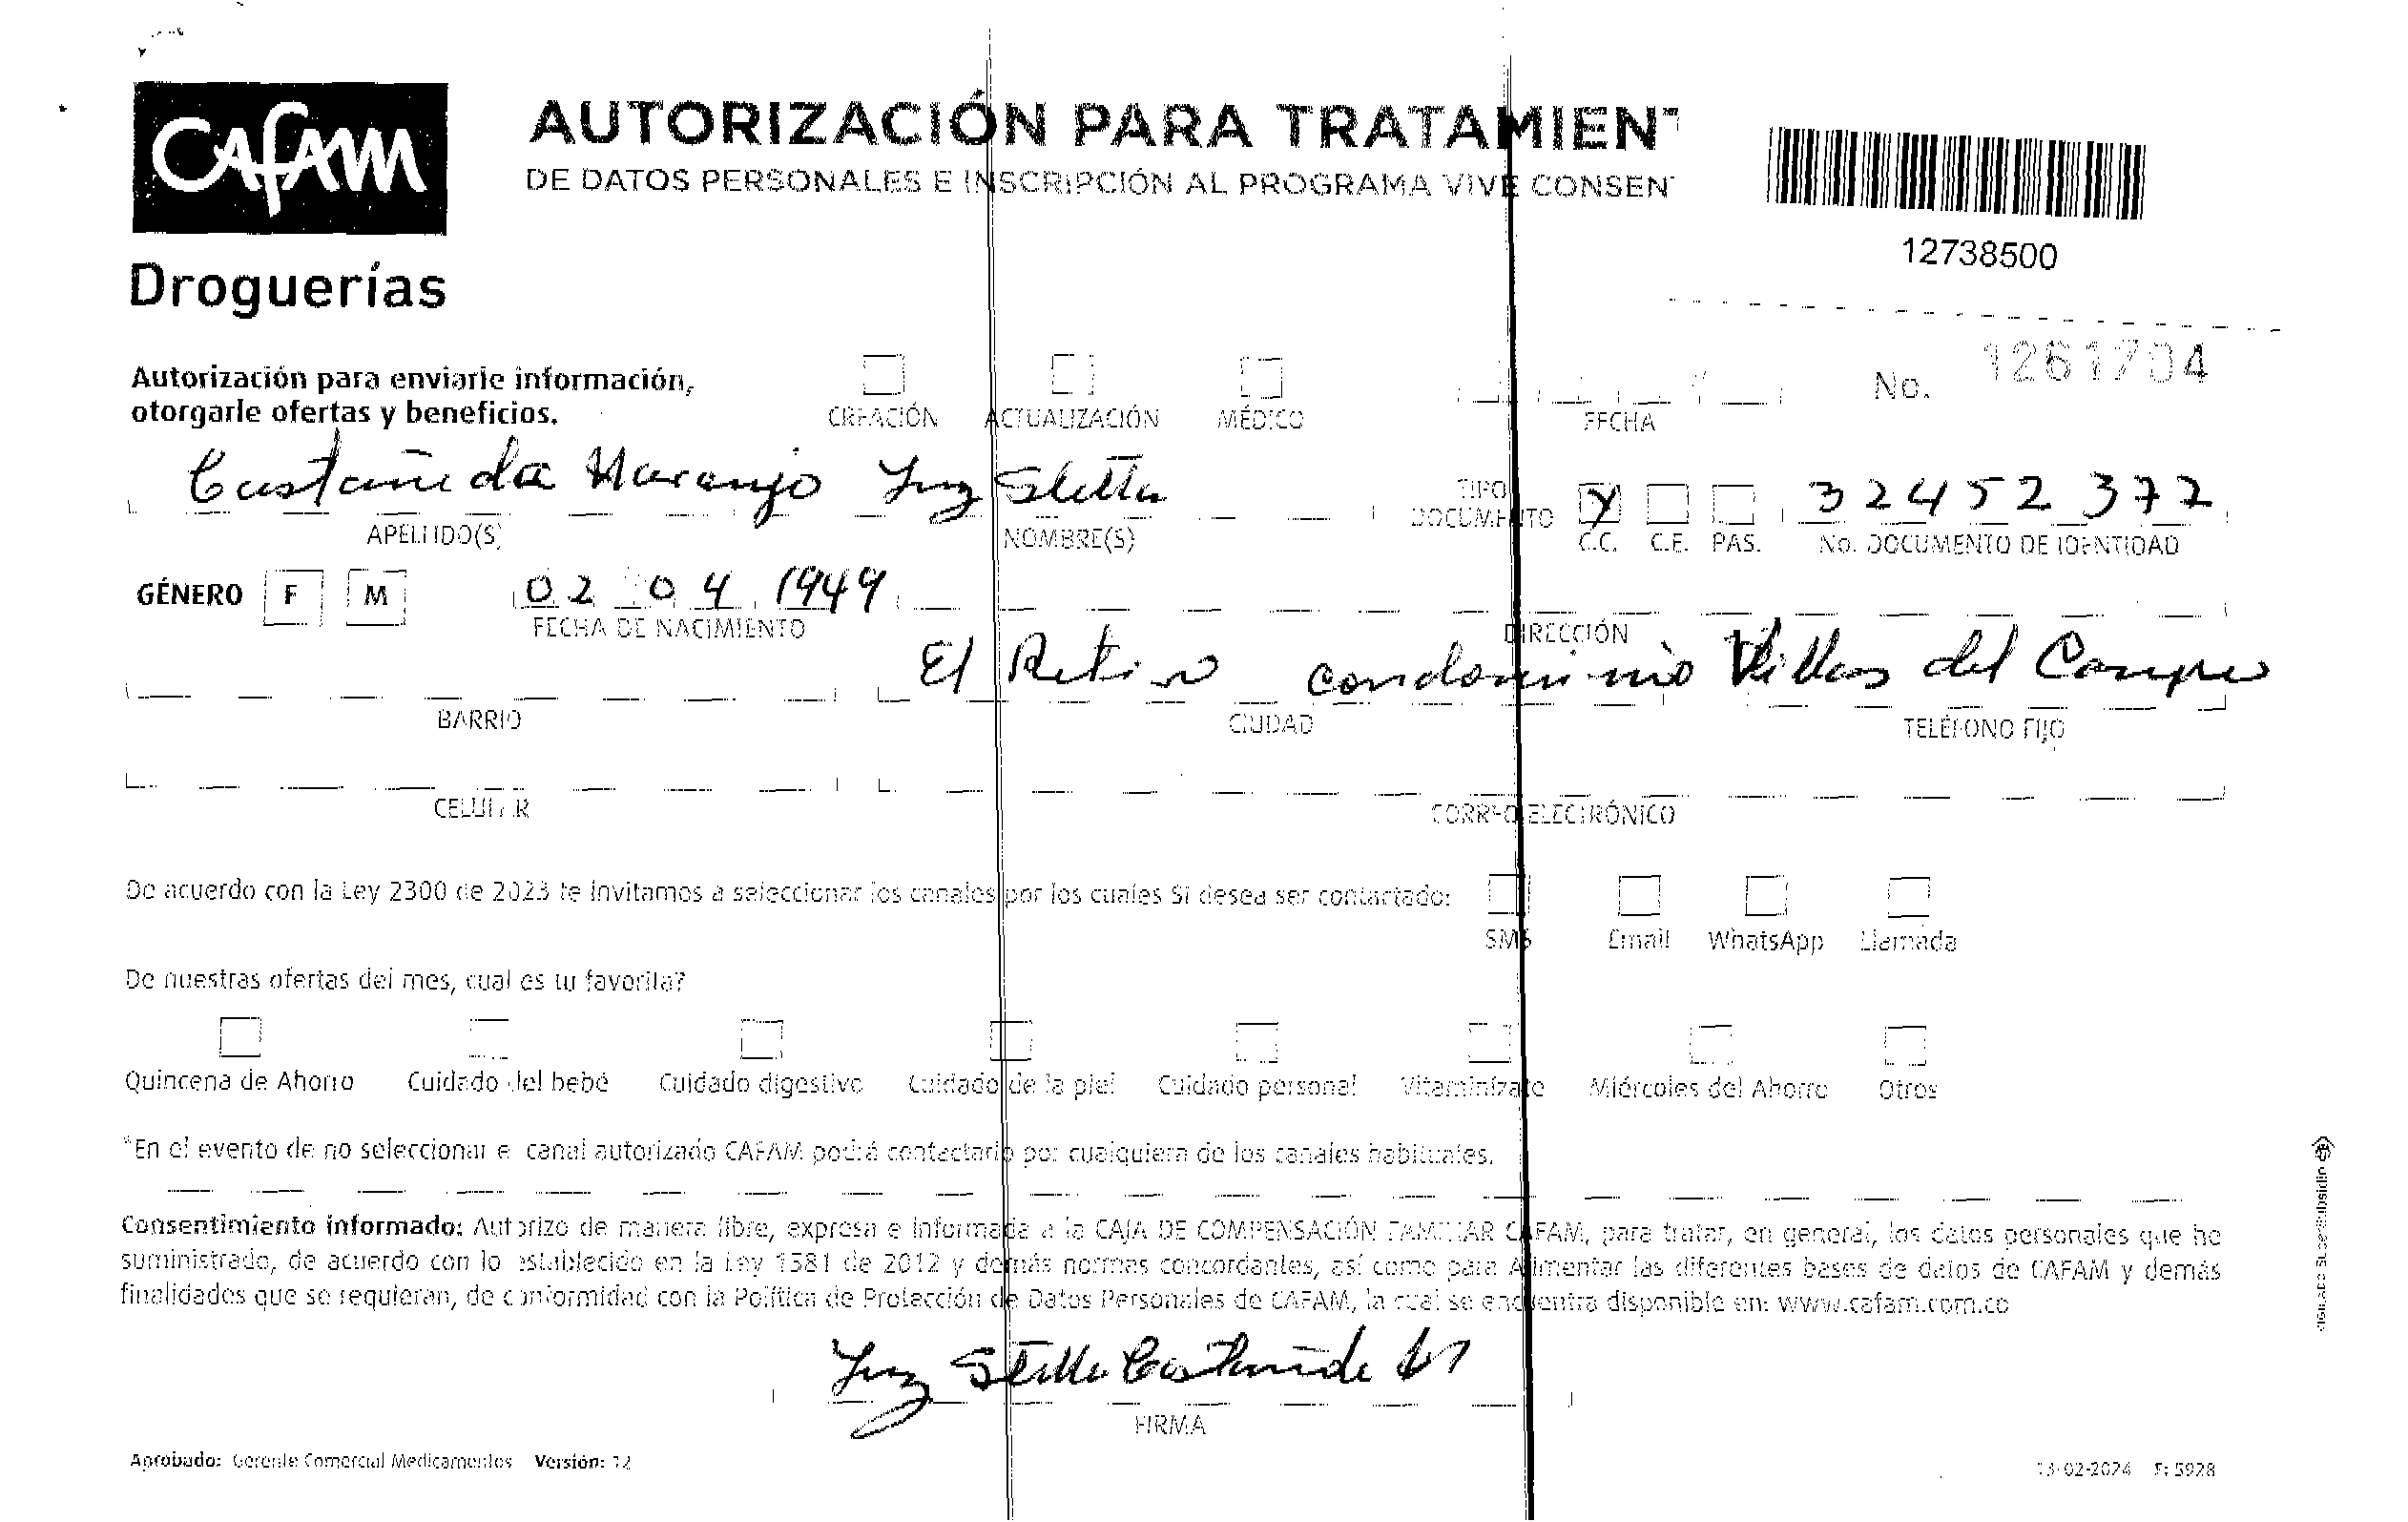 CAFAM
Droguerías
AUTORIZACIÓN PARA TRATAMIEN
DE DATOS PERSONALES E INSCRIPCIÓN AL PROGRAMA VIVE CONSEN
12738500
No. 1261704
Autorización para enviarle información,
otorgarle ofertas y beneficios.
CREACIÓN ACTUALIZACIÓN MÉDICO FECHA
Castañeda Naranjo Luz Stella
APELLIDO(S) NOMBRE(S)
TIPO DOCUMENTO X C.C. C.E. PAS.
32452377
No. DOCUMENTO DE IDENTIDAD
GÉNERO F M 02 04 1949
FECHA DE NACIMIENTO DIRECCIÓN
El Retiro condominio Villas del Campo
BARRIO CIUDAD TELÉFONO FIJO
CELULAR CORREO ELECTRÓNICO
De acuerdo con la Ley 2300 de 2023 te invitamos a seleccionar los canales por los cuales SI desea ser contactado:
SMS Email WhatsApp Llamada
De nuestras ofertas del mes, cual es tu favorita?
Quincena de Ahorro Cuidado del bebé Cuidado digestivo Cuidado de la piel Cuidado personal Vitaminízate Miércoles del Ahorro Otros
*En el evento de no seleccionar el canal autorizado CAFAM podrá contactarlo por cualquiera de los canales habituales.
Consentimiento informado: Autorizo de manera libre, expresa e informada a la CAJA DE COMPENSACIÓN FAMILIAR CAFAM, para tratar, en general, los datos personales que he
suministrado, de acuerdo con lo establecido en la Ley 1581 de 2012 y demás normas concordantes, así como para Alimentar las diferentes bases de datos de CAFAM y demás
finalidades que se requieran, de conformidad con la Política de Protección de Datos Personales de CAFAM, la cual se encuentra disponible en: www.cafam.com.co
Luz Stella Castañeda N
FIRMA
Aprobado: Gerente Comercial Medicamentos Versión: 12
13-02-2024 F: 5928
VIGILADO SuperSubsidio